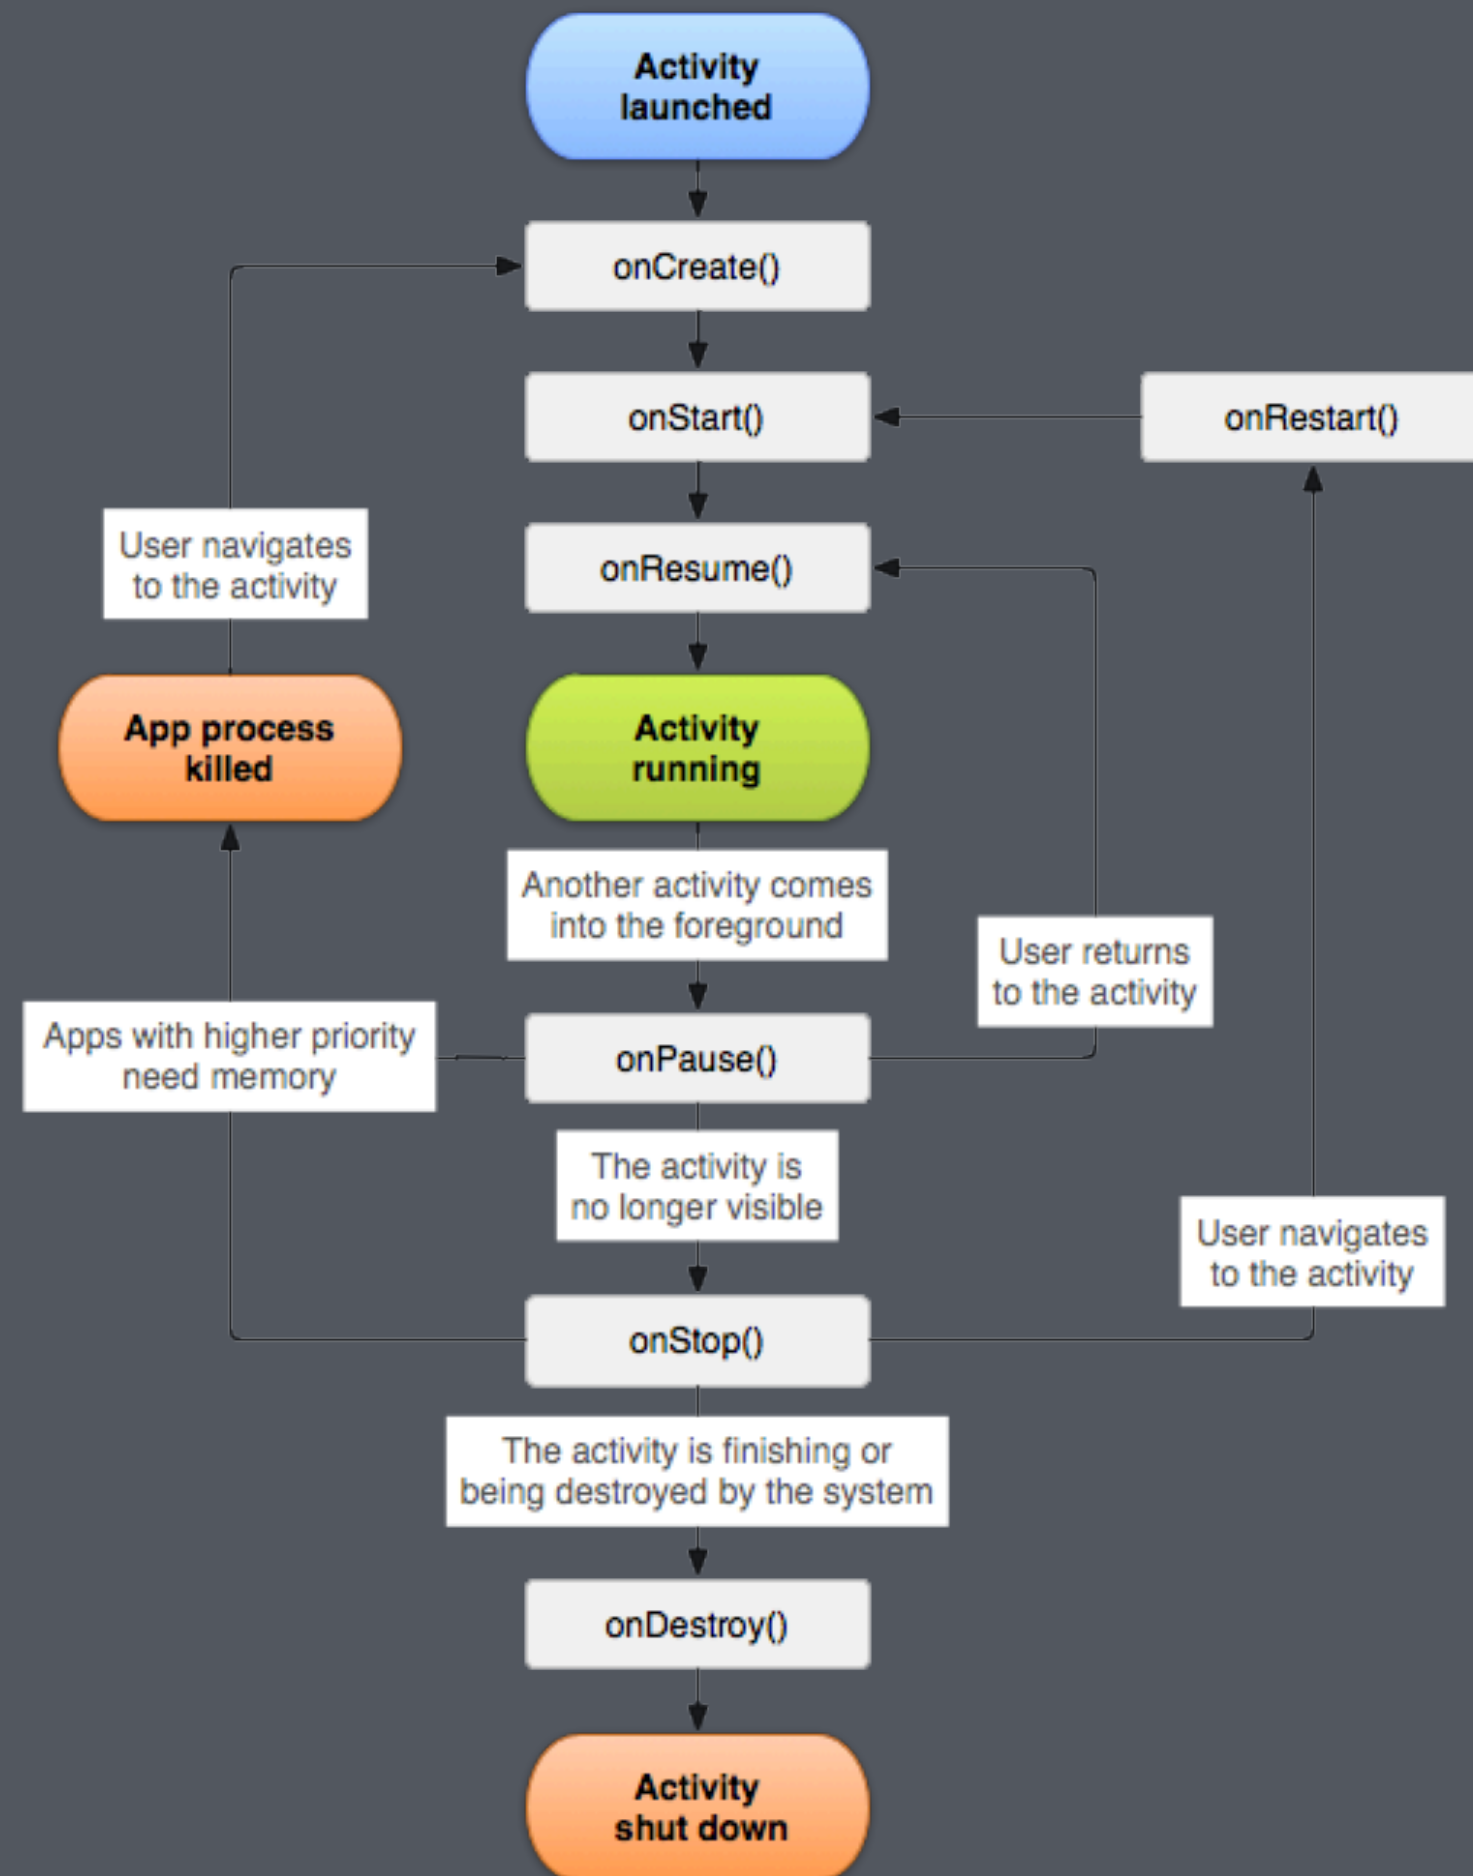 Activity
launched
onCreate()
onStart()
onRestart()
User navigates
to the activity
onResume()
App process
killed
Activity
running
Another activity comes
into the foreground
User returns
to the activity
Apps with higher priority
need memory
onPause()
The activity is
no longer visible
User navigates
to the activity
onStop()
The activity is finishing or
being destroyed by the system
onDestroy()
Activity
shut down